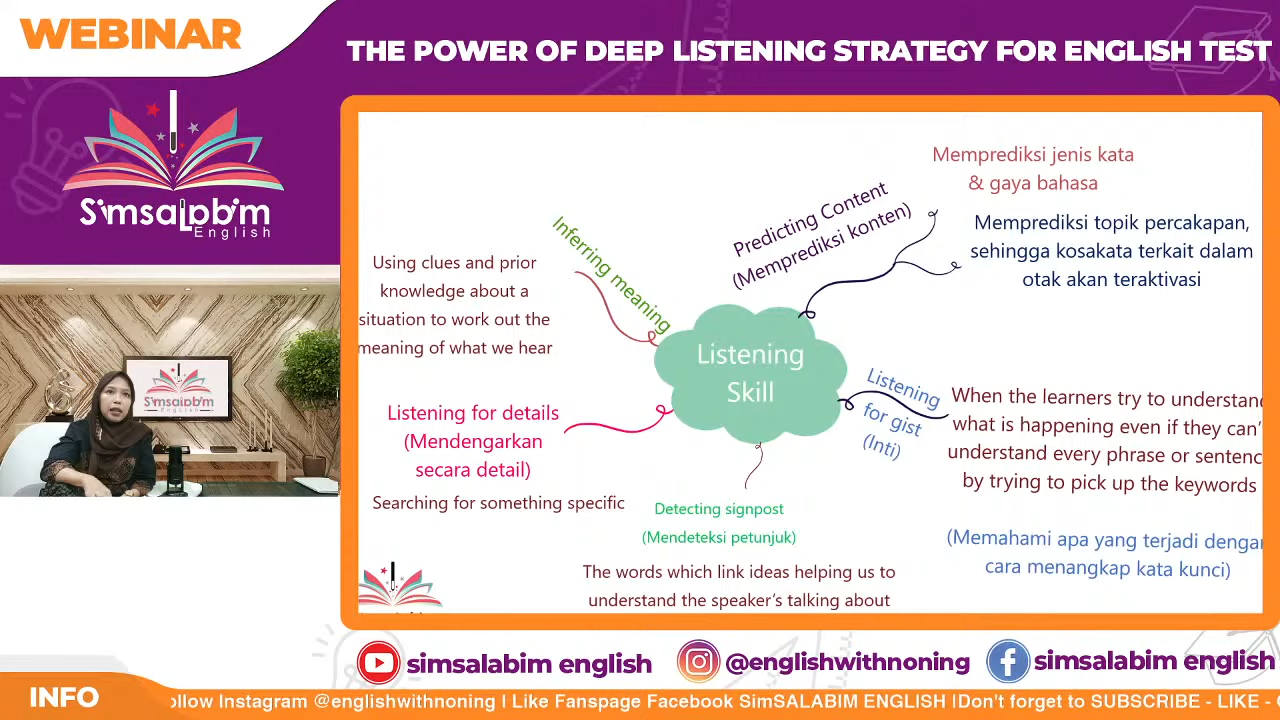 WEBINAR
THE POWER OF DEEP LISTENING STRATEGY FOR ENGLISH TEST
SimsaLabim
English
Memprediksi jenis kata
& gaya bahasa
Predicting Content
(Memprediksi konten)
Memprediksi topik percakapan,
sehingga kosakata terkait dalam
otak akan teraktivasi
Inferring meaning
Using clues and prior
knowledge about a
situation to work out the
meaning of what we hear
Listening
Skill
Listening
for gist
(Inti)
When the learners try to understand
what is happening even if they can'
understand every phrase or sentenc
by trying to pick up the keywords
(Memahami apa yang terjadi dengan
cara menangkap kata kunci)
Listening for details
(Mendengarkan
secara detail)
Searching for something specific
Detecting signpost
(Mendeteksi petunjuk)
The words which link ideas helping us to
understand the speaker's talking about
SimsaLabim
English
simsalabim english
@englishwithnoning
simsalabim english
INFO
ollow Instagram @englishwithnoning I Like Fanspage Facebook SimSALABIM ENGLISH IDon't forget to SUBSCRIBE - LIKE -